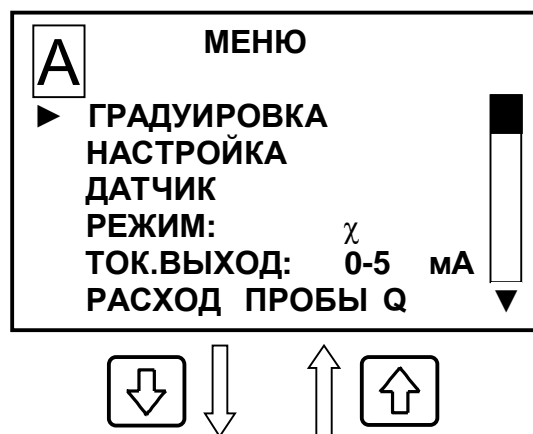 А МЕНЮ
► ГРАДУИРОВКА
НАСТРОЙКА
ДАТЧИК
РЕЖИМ: χ
ТОК.ВЫХОД: 0-5 мА
РАСХОД ПРОБЫ Q ▼